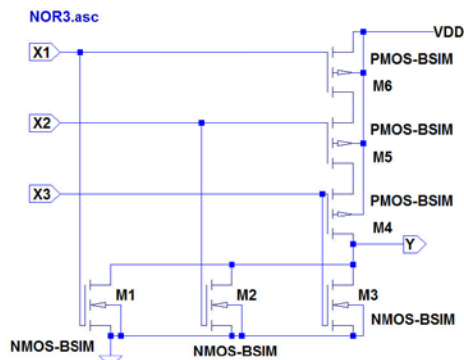 NOR3.asc
X1
VDD
PMOS-BSIM
M6
X2
PMOS-BSIM
M5
X3
PMOS-BSIM
M4
Y
M1
M2
M3
NMOS-BSIM
NMOS-BSIM
NMOS-BSIM